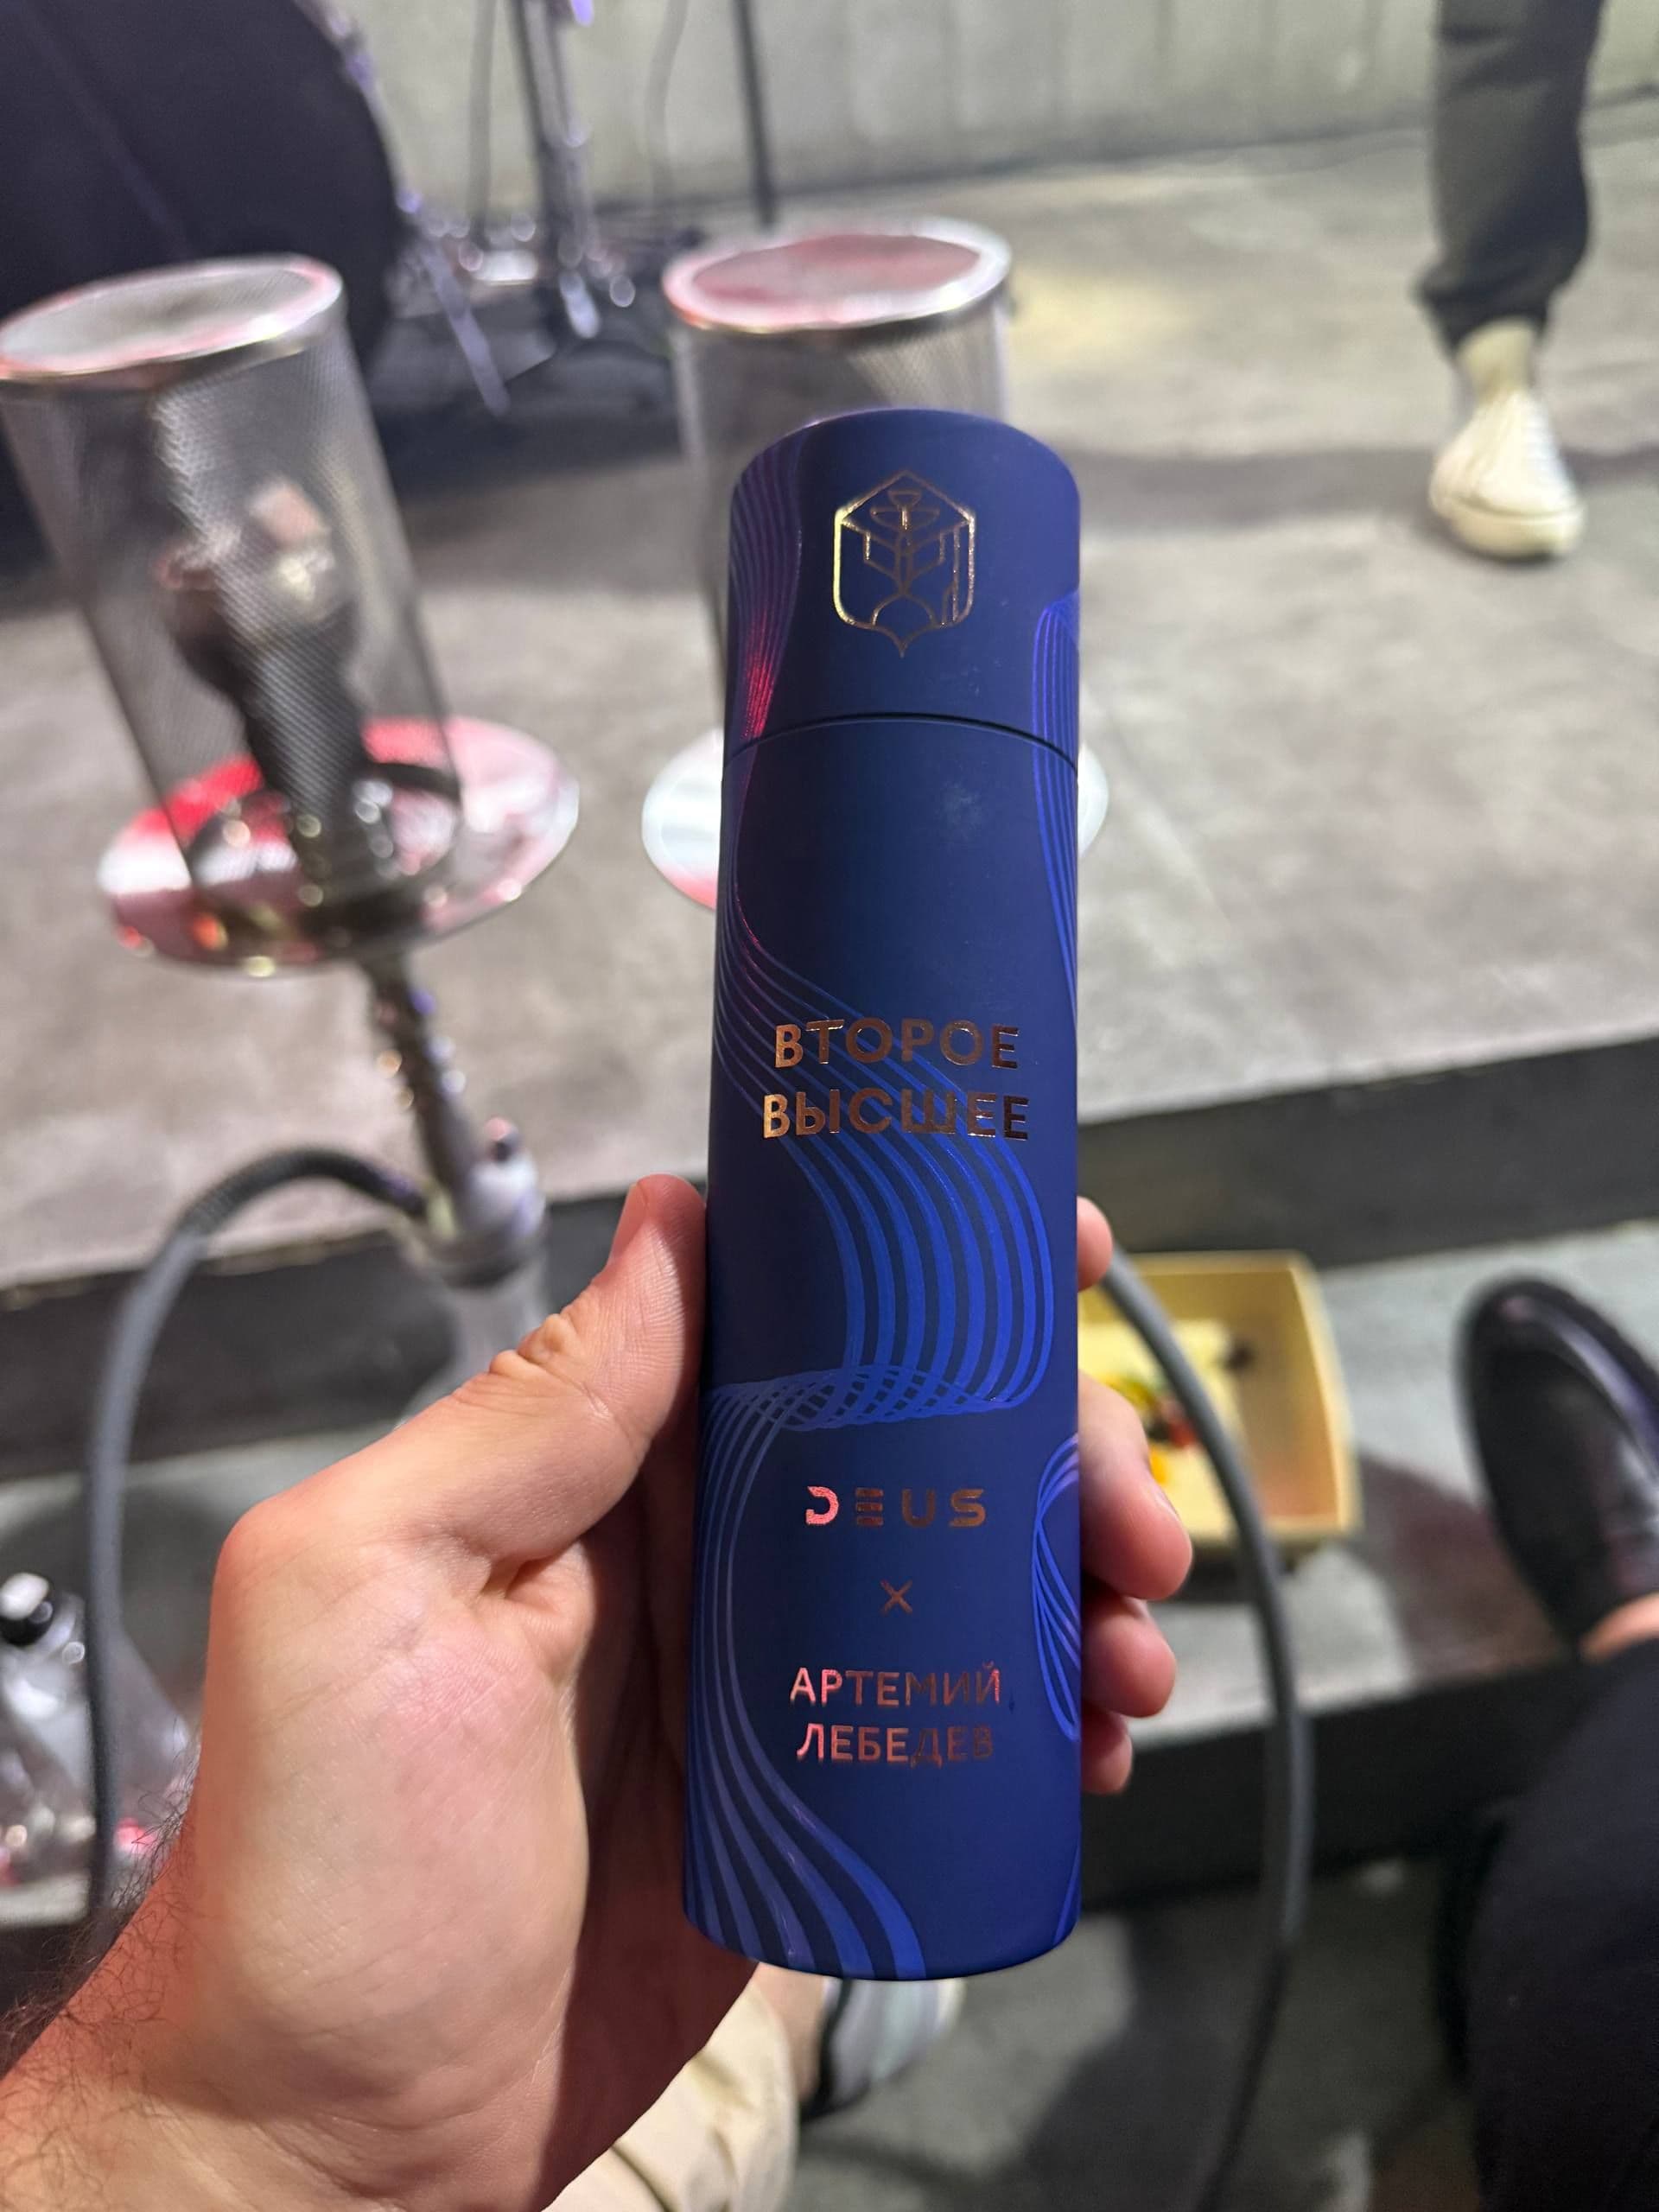 ВТОРОЕ
ВЫСШЕЕ
DEUS
×
АРТЕМИЙ
ЛЕБЕДЕВ